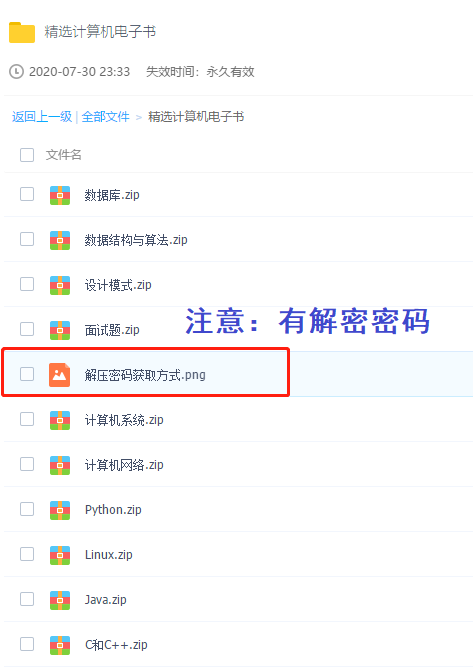 精选计算机电子书
2020-07-30 23:33 失效时间：永久有效
返回上一级 | 全部文件 > 精选计算机电子书
文件名
数据库.zip
数据结构与算法.zip
设计模式.zip
注意：有解密密码
面试题.zip
解压密码获取方式.png
计算机系统.zip
计算机网络.zip
Python.zip
Linux.zip
Java.zip
C和C++.zip